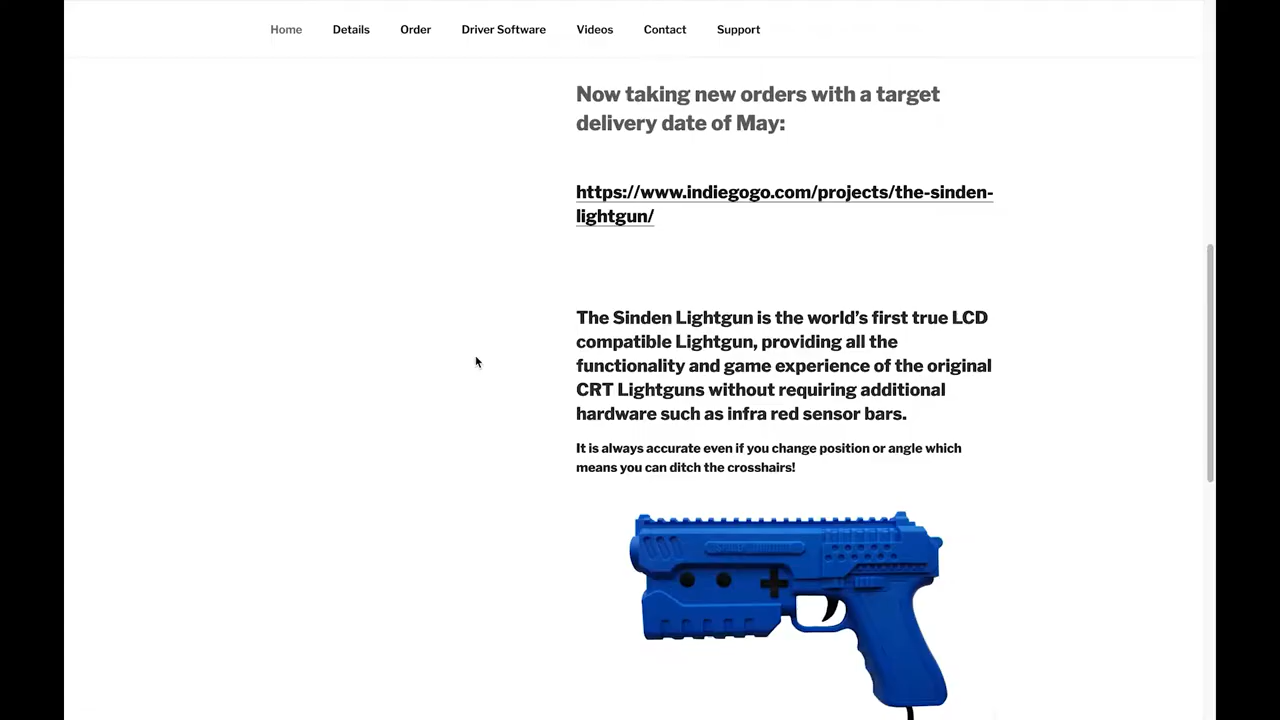 Home Details Order Driver Software Videos Contact Support
Now taking new orders with a target
delivery date of May:
https://www.indiegogo.com/projects/the-sinden-
lightgun/
The Sinden Lightgun is the world’s first true LCD
compatible Lightgun, providing all the
functionality and game experience of the original
CRT Lightguns without requiring additional
hardware such as infra red sensor bars.
It is always accurate even if you change position or angle which
means you can ditch the crosshairs!